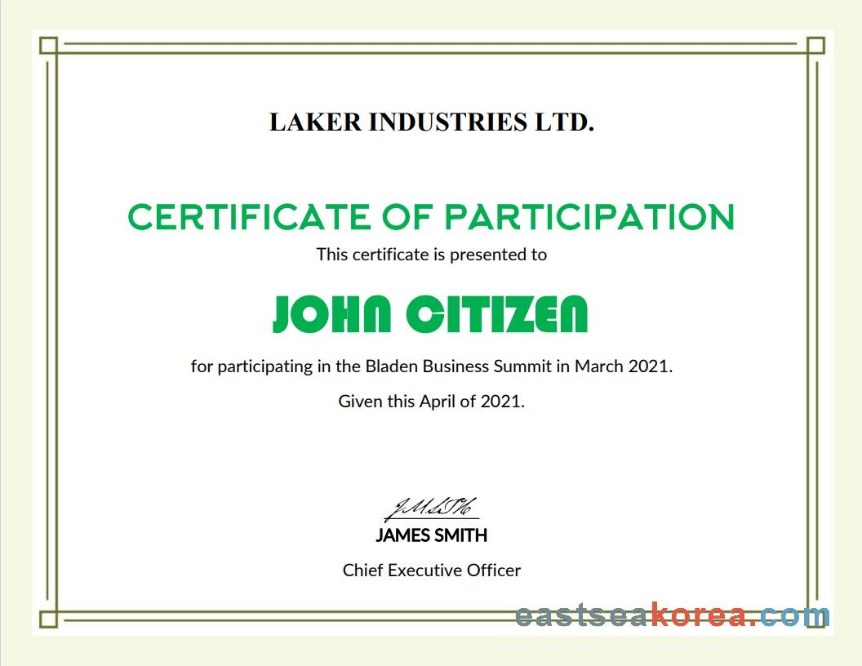 LAKER INDUSTRIES LTD.
CERTIFICATE OF PARTICIPATION
This certificate is presented to
JOHN CITIZEN
for participating in the Bladen Business Summit in March 2021.
Given this April of 2021.
JAMES SMITH
Chief Executive Officer
eastseakorea.com